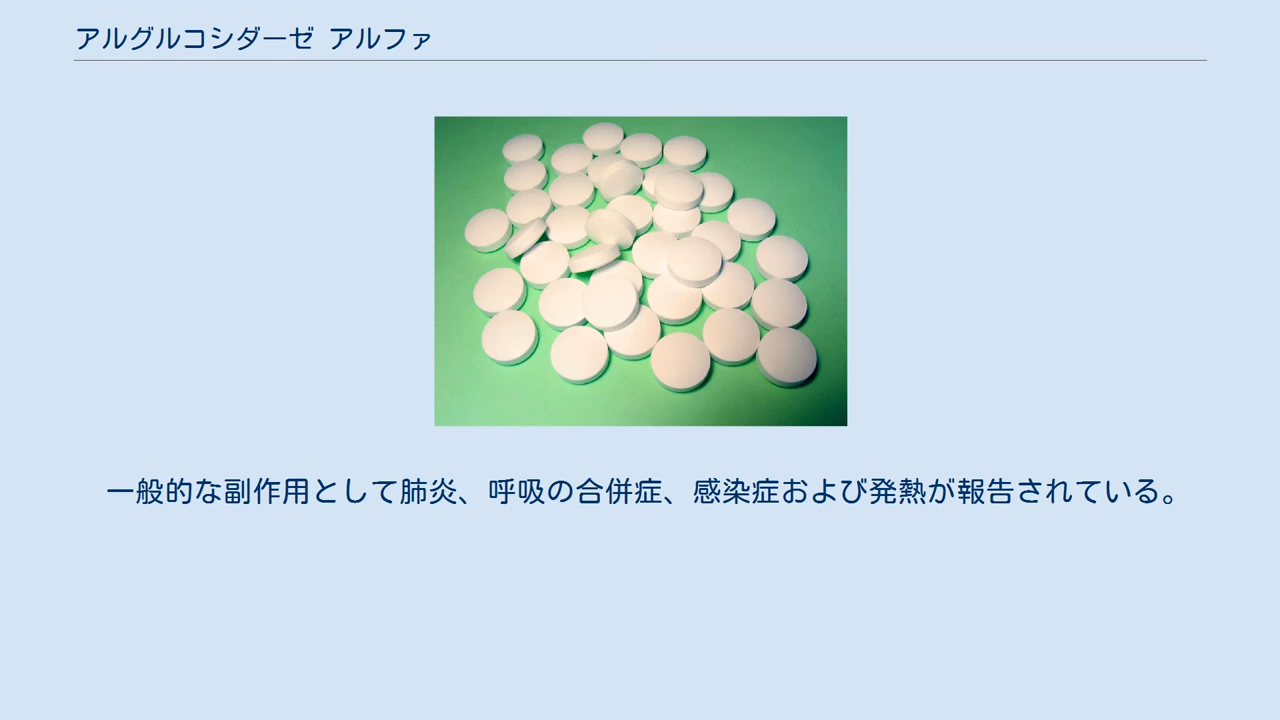 アルグルコシダーゼ アルファ
一般的な副作用として肺炎、呼吸の合併症、感染症および発熱が報告されている。